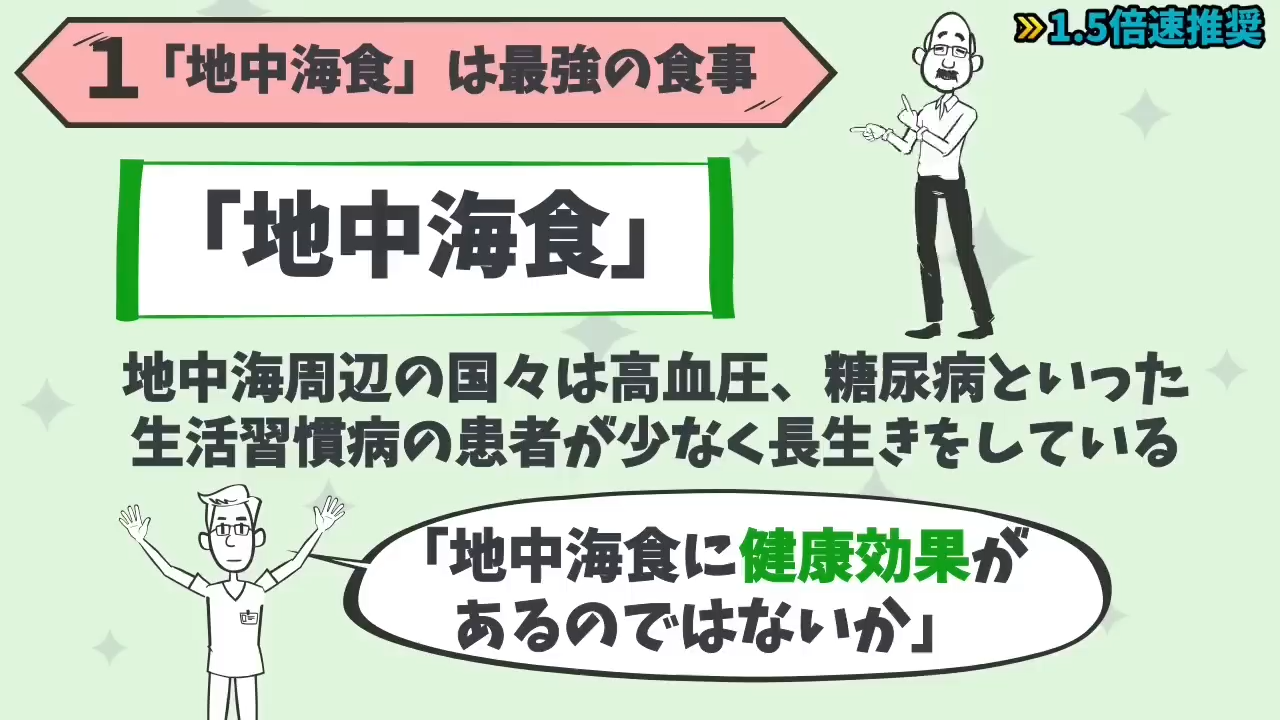 1「地中海食」は最強の食事
»1.5倍速推奨
「地中海食」
地中海周辺の国々は高血圧、糖尿病といった
生活習慣病の患者が少なく長生きをしている
「地中海食に健康効果が
あるのではないか」